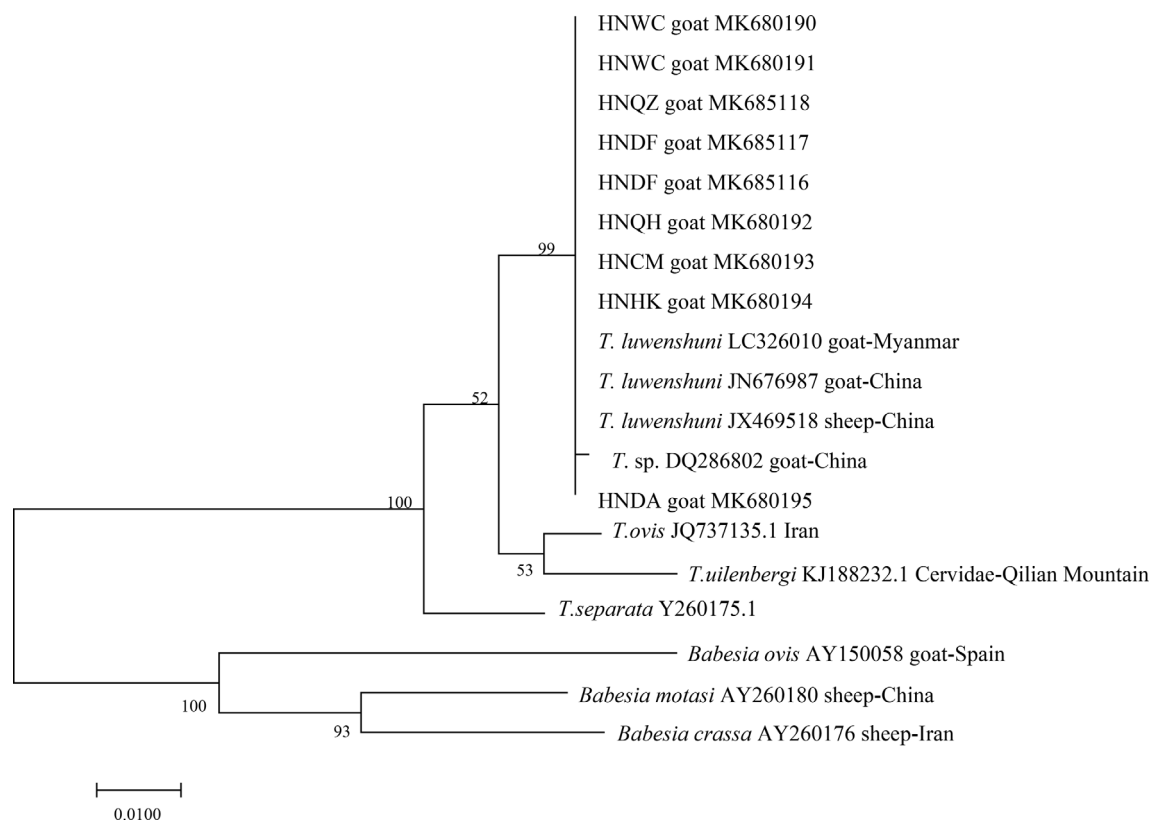 HNWC goat MK680190
HNWC goat MK680191
HNQZ goat MK685118
HNDF goat MK685117
HNDF goat MK685116
HNQH goat MK680192
99
HNCM goat MK680193
HNHK goat MK680194
T. luwenshuni LC326010 goat-Myanmar
T. luwenshuni JN676987 goat-China
52
T. luwenshuni JX469518 sheep-China
T. sp. DQ286802 goat-China
HNDA goat MK680195
100
T.ovis JQ737135.1 Iran
53
T.uilenbergi KJ188232.1 Cervidae-Qilian Mountain
T.separata Y260175.1
Babesia ovis AY150058 goat-Spain
100
Babesia motasi AY260180 sheep-China
93
Babesia crassa AY260176 sheep-Iran
0.0100